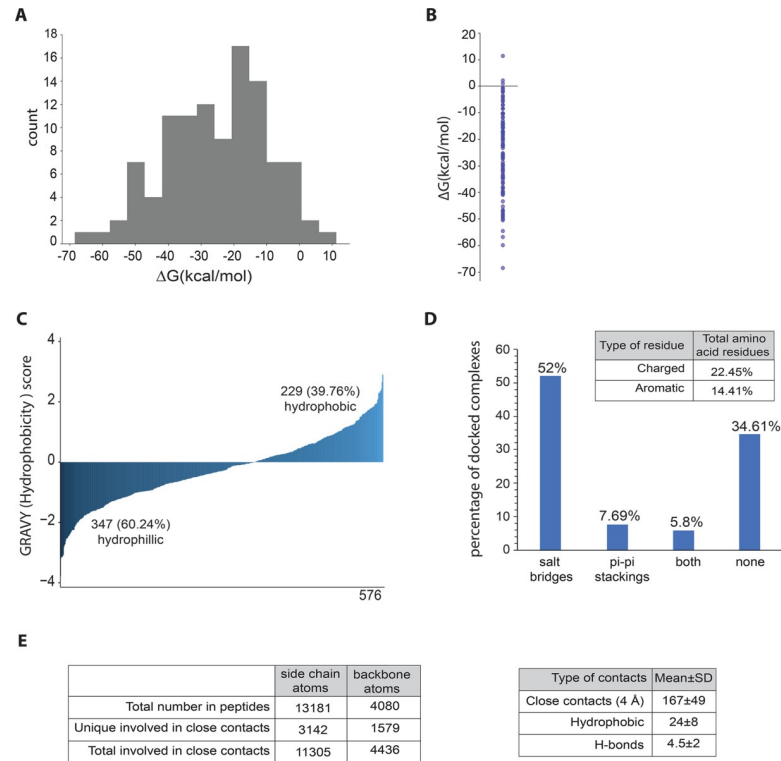 A
18
16
14
12
10
8
6
4
2
0
count
-70 -60 -50 -40 -30 -20 -10 0 10
ΔG(kcal/mol)
B
20
10
0
-10
-20
-30
-40
-50
-60
-70
ΔG(kcal/mol)
C
4
2
0
−2
−4
GRAVY (Hydrophobicity ) score
229 (39.76%)
hydrophobic
347 (60.24%)
hydrophillic
576
D
Type of residue Total amino
acid residues
Charged 22.45%
Aromatic 14.41%
60
50
40
30
20
10
0
percentage of docked complexes
52%
7.69%
5.8%
34.61%
salt
bridges
pi-pi
stackings
both
none
E
side chain
atoms
backbone
atoms
Total number in peptides 13181 4080
Unique involved in close contacts 3142 1579
Total involved in close contacts 11305 4436
Type of contacts Mean±SD
Close contacts (4 Å) 167±49
Hydrophobic 24±8
H-bonds 4.5±2